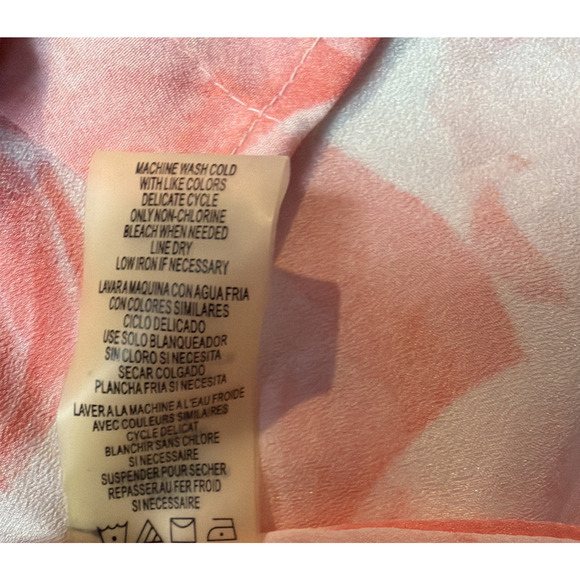 MACHINE WASH COLD
WITH LIKE COLORS
DELICATE CYCLE
ONLY NON-CHLORINE
BLEACH WHEN NEEDED
LINE DRY
LOW IRON IF NECESSARY
LAVAR A MAQUINA CON AGUA FRIA
CON COLORES SIMILARES
CICLO DELICADO
USE SOLO BLANQUEADOR
SIN CLORO SI NECESITA
SECAR COLGADO
PLANCHA FRIA SI NECESITA
LAVER A LA MACHINE A L'EAU FROIDE
AVEC COULEURS SIMILAIRES
CYCLE DELICAT
BLANCHIR SANS CHLORE
SI NECESSAIRE
SUSPENDER POUR SECHER
REPASSER AU FER FROID
SI NECESSAIRE